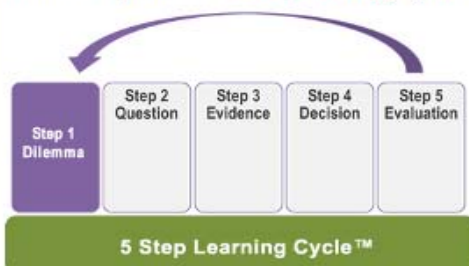 Step 1
Dilemma
Step 2
Question
Step 3
Evidence
Step 4
Decision
Step 5
Evaluation
5 Step Learning Cycle™